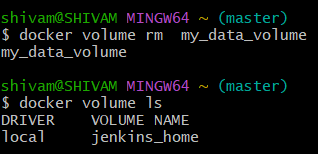 shivam@SHIVAM MINGW64 ~ (master)
$ docker volume rm  my_data_volume
my_data_volume

shivam@SHIVAM MINGW64 ~ (master)
$ docker volume ls
DRIVER    VOLUME NAME
local     jenkins_home